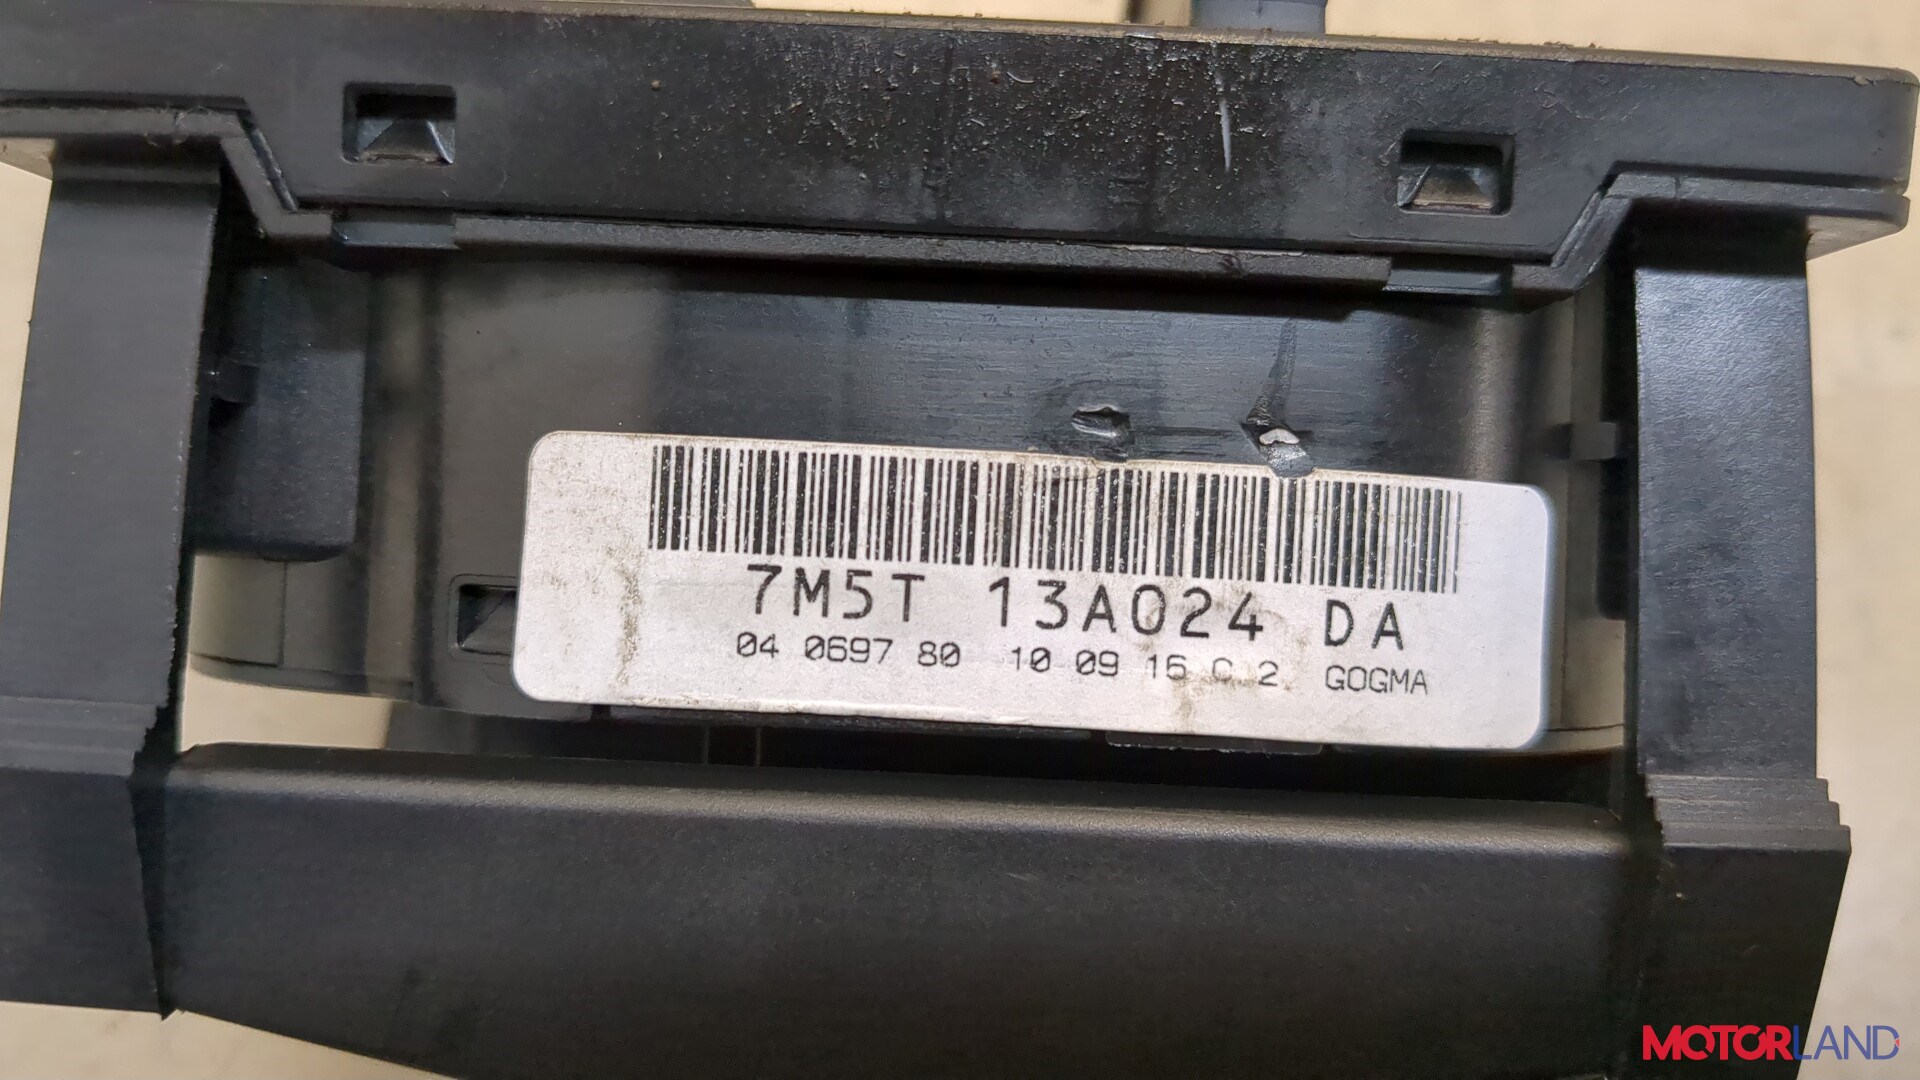 7M5T 13A024 DA
04 0697 80 10 09 16 C 2 GOGMA
MOTORLAND